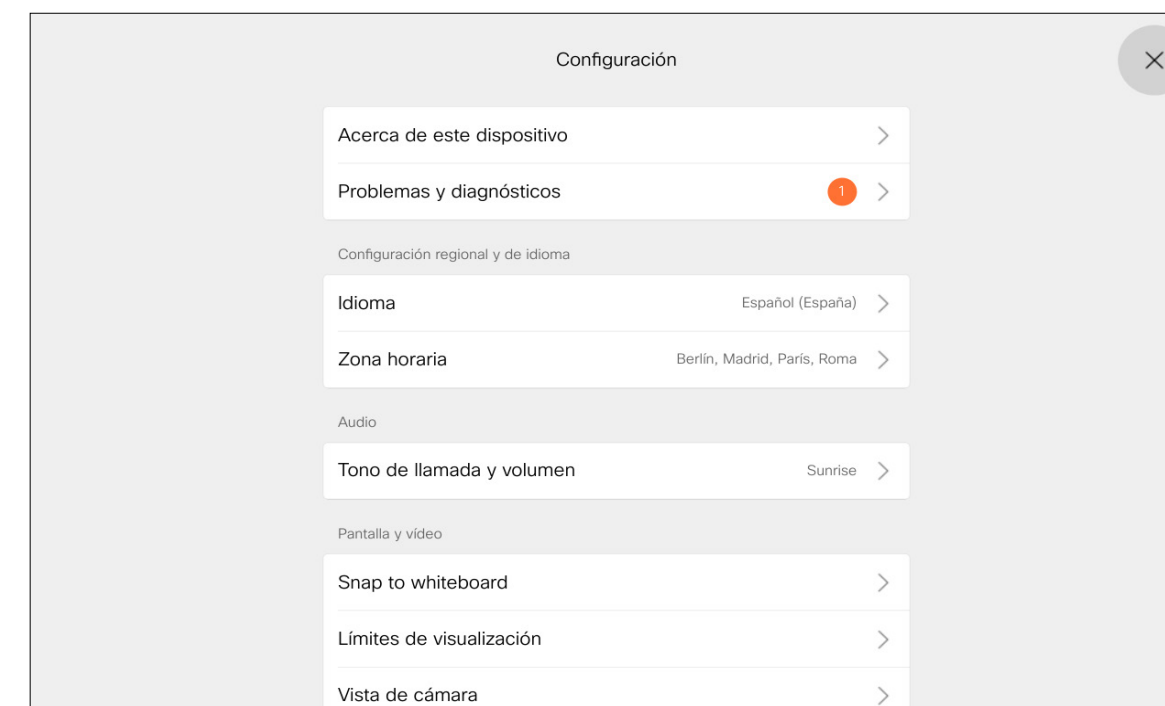 Configuración
Acerca de este dispositivo
Problemas y diagnósticos 1
Configuración regional y de idioma
Idioma Español (España)
Zona horaria Berlín, Madrid, París, Roma
Audio
Tono de llamada y volumen Sunrise
Pantalla y vídeo
Snap to whiteboard
Límites de visualización
Vista de cámara